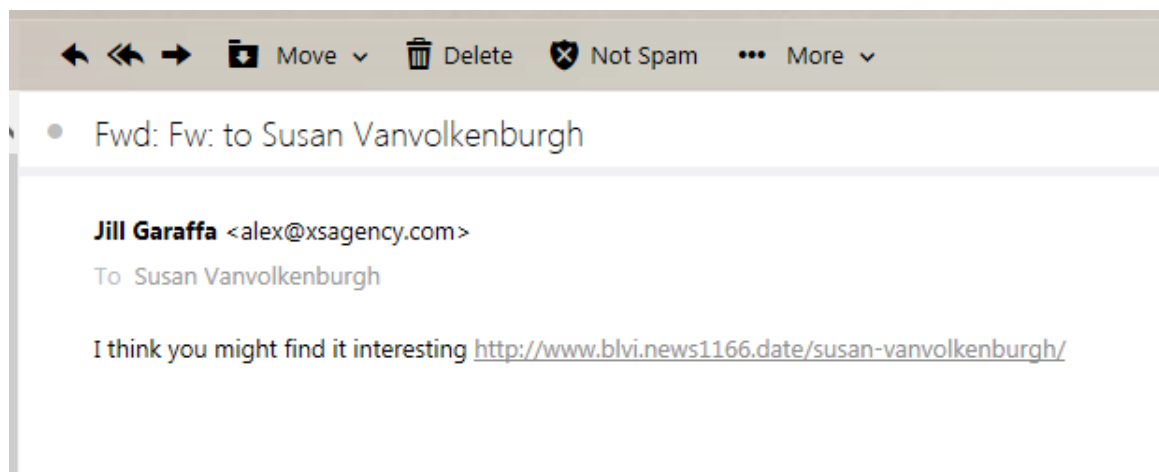 Move Delete Not Spam ••• More
Fwd: Fw: to Susan Vanvolkenburgh
Jill Garaffa <alex@xsagency.com>
To Susan Vanvolkenburgh
I think you might find it interesting http://www.blvi.news1166.date/susan-vanvolkenburgh/